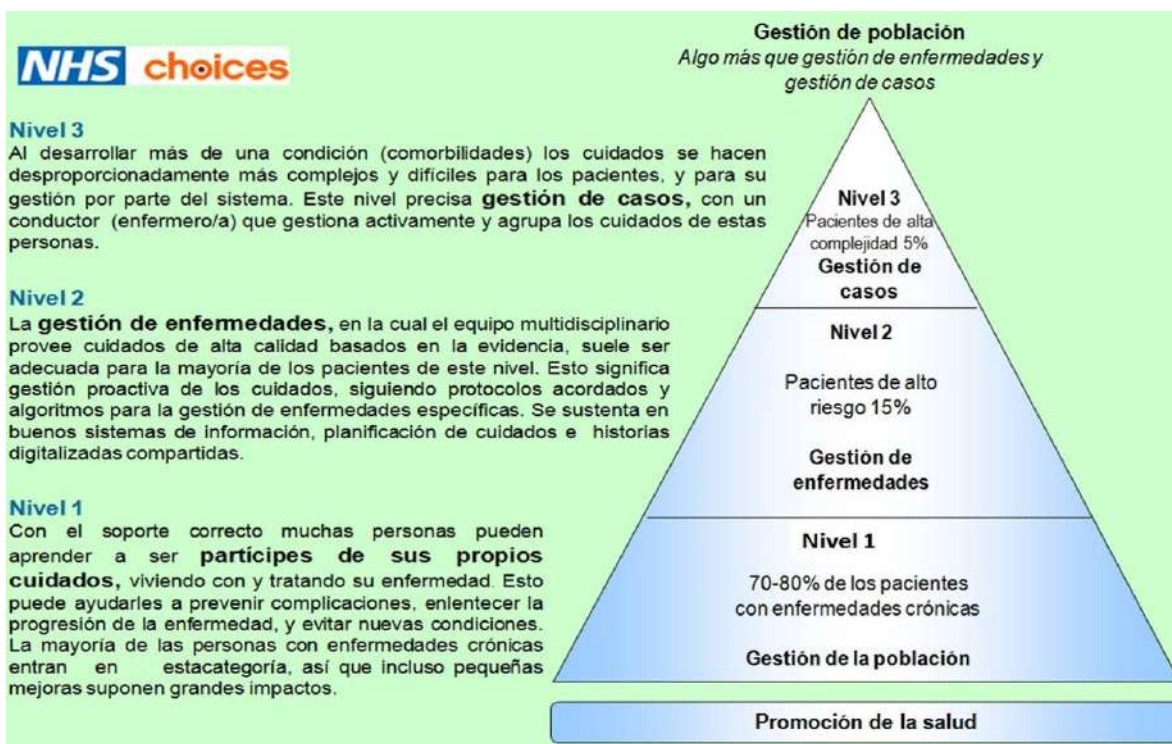 NHS choices
Nivel 3
Al desarrollar más de una condición (comorbilidades) los cuidados se hacen
desproporcionadamente más complejos y difíciles para los pacientes, y para su
gestión por parte del sistema. Este nivel precisa gestión de casos, con un
conductor (enfermero/a) que gestiona activamente y agrupa los cuidados de estas
personas.
Nivel 2
La gestión de enfermedades, en la cual el equipo multidisciplinario
provee cuidados de alta calidad basados en la evidencia, suele ser
adecuada para la mayoría de los pacientes de este nivel. Esto significa
gestión proactiva de los cuidados, siguiendo protocolos acordados y
algoritmos para la gestión de enfermedades específicas. Se sustenta en
buenos sistemas de información, planificación de cuidados e historias
digitalizadas compartidas.
Nivel 1
Con el soporte correcto muchas personas pueden
aprender a ser partícipes de sus propios
cuidados, viviendo con y tratando su enfermedad. Esto
puede ayudarles a prevenir complicaciones, enlentecer la
progresión de la enfermedad, y evitar nuevas condiciones.
La mayoría de las personas con enfermedades crónicas
entran en estacategoría, así que incluso pequeñas
mejoras suponen grandes impactos.
Gestión de población
Algo más que gestión de enfermedades y
gestión de casos
Nivel 3
Pacientes de alta
complejidad 5%
Gestión de
casos
Nivel 2
Pacientes de alto
riesgo 15%
Gestión de
enfermedades
Nivel 1
70-80% de los pacientes
con enfermedades crónicas
Gestión de la población
Promoción de la salud